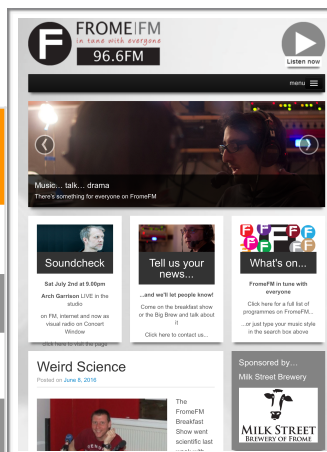 FROME FM
in tune with everyone
96.6FM
Listen now
menu
Music... talk... drama
There's something for everyone on FromeFM
Soundcheck
Sat July 2nd at 9.00pm
Arch Garrison LIVE in the
studio
on FM, internet and now as
visual radio on Concert
Window
click here to visit the page
Tell us your
news...
...and we'll let people know!
Come on the breakfast show
or the Big Brew and talk about
it
Click here to contact us...
What's on...
FromeFM in tune with
everyone
Click here for a full list of
programmes on FromeFM...
...or just type your music style
in the search box above
Weird Science
Posted on June 8, 2016
The
FromeFM
Breakfast
Show went
scientific last
Sponsored by…
Milk Street Brewery
MILK STREET
BREWERY OF FROME